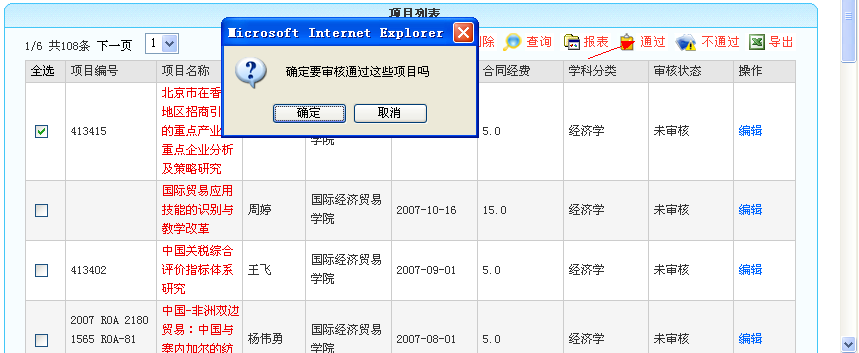 项目列表
1/6 共108条 下一页 1 除 查询 报表 通过 不通过 导出
Microsoft Internet Explorer
确定要审核通过这些项目吗
确定 取消
全选 项目编号 项目名称 合同经费 学科分类 审核状态 操作
北京市在香
地区招商引
的重点产业
413415 学院 5.0 经济学 未审核 编辑
重点企业分析
及策略研究
国际贸易应用
技能的识别与
教学改革
周婷 国际经济贸易
学院
2007-10-16 15.0 经济学 未审核 编辑
413402
中国关税综合
评价指标体系
研究
王飞 国际经济贸易
学院
2007-09-01 5.0 经济学 未审核 编辑
2007 ROA 2180
1565 ROA-81
中国-非洲双边
贸易：中国与
塞内加尔的纺
杨伟勇 国际经济贸易
学院
2007-08-01 5.0 经济学 未审核 编辑